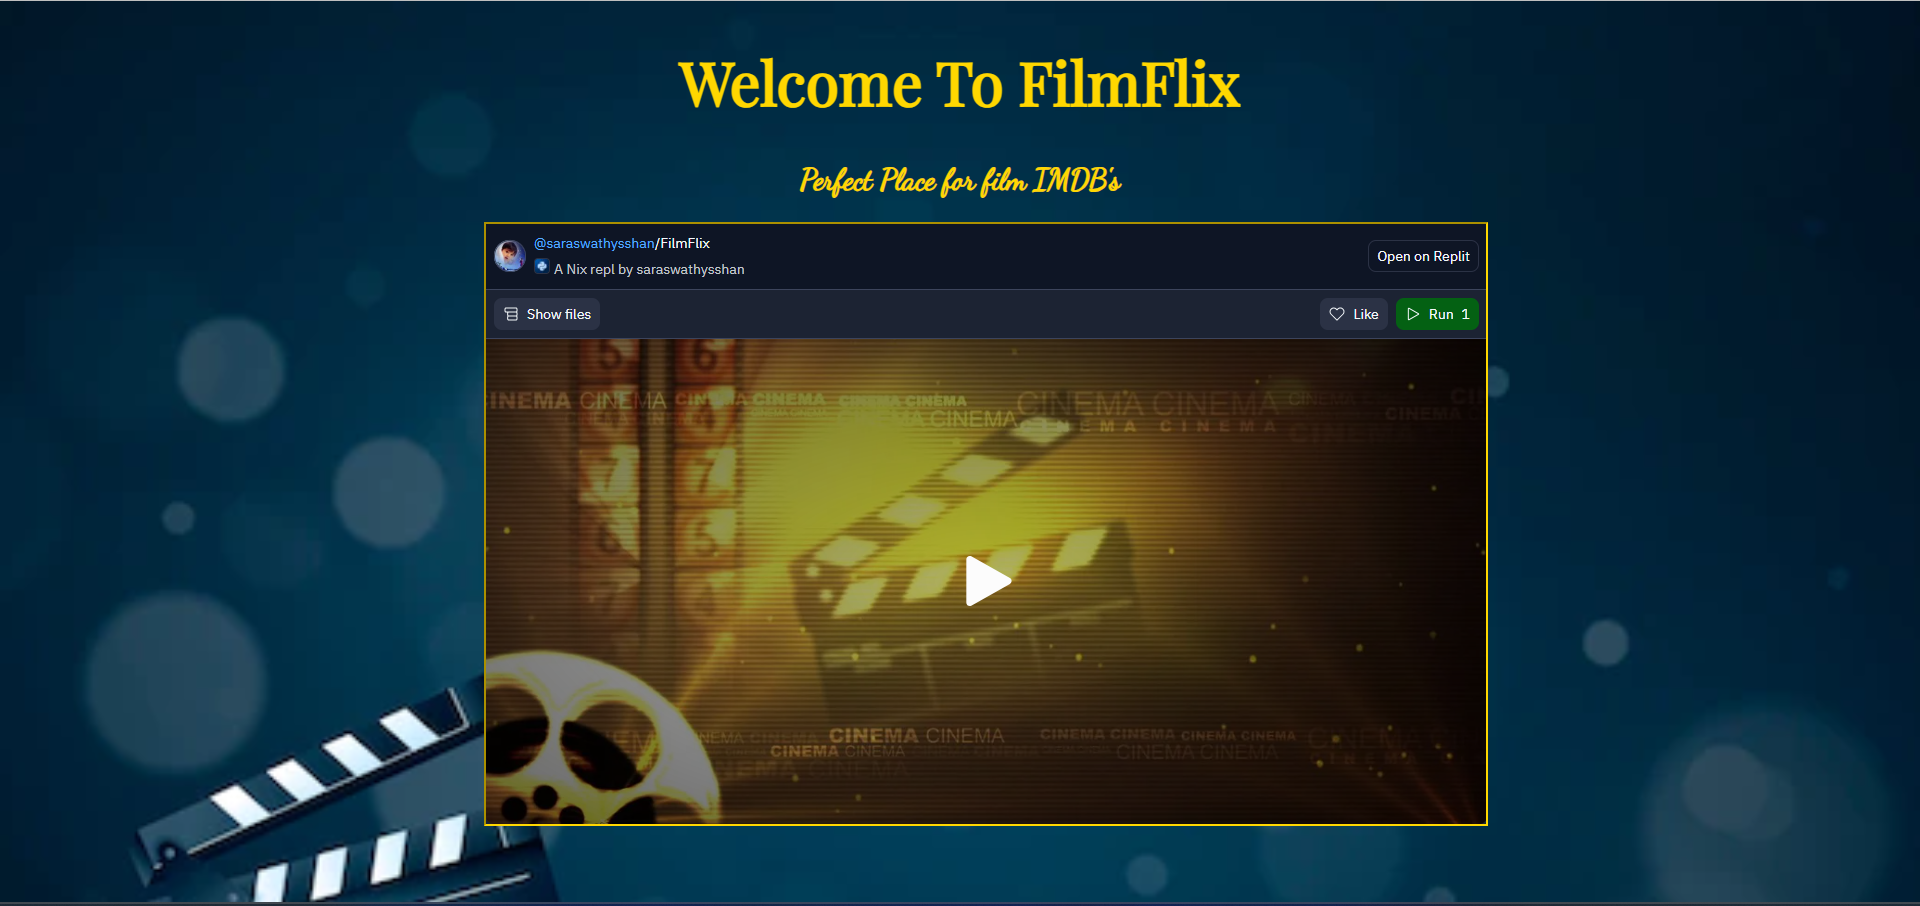 Welcome To FilmFlix
Perfect Place for film IMDB's
@saraswathysshan/FilmFlix
A Nix repl by saraswathysshan
Open on Replit
Show files
Like
Run 1
CINEMA CINEMA CINEMA CINEMA CINEMA CINEMA CINEMA
CINEMA CINEMA
CINEMA
CINEMA CINEMA
CINEMA CINEMA
CINEMA CINEMA CINEMA CINEMA
CINEMA CINEMA
CINEMA CINEMA